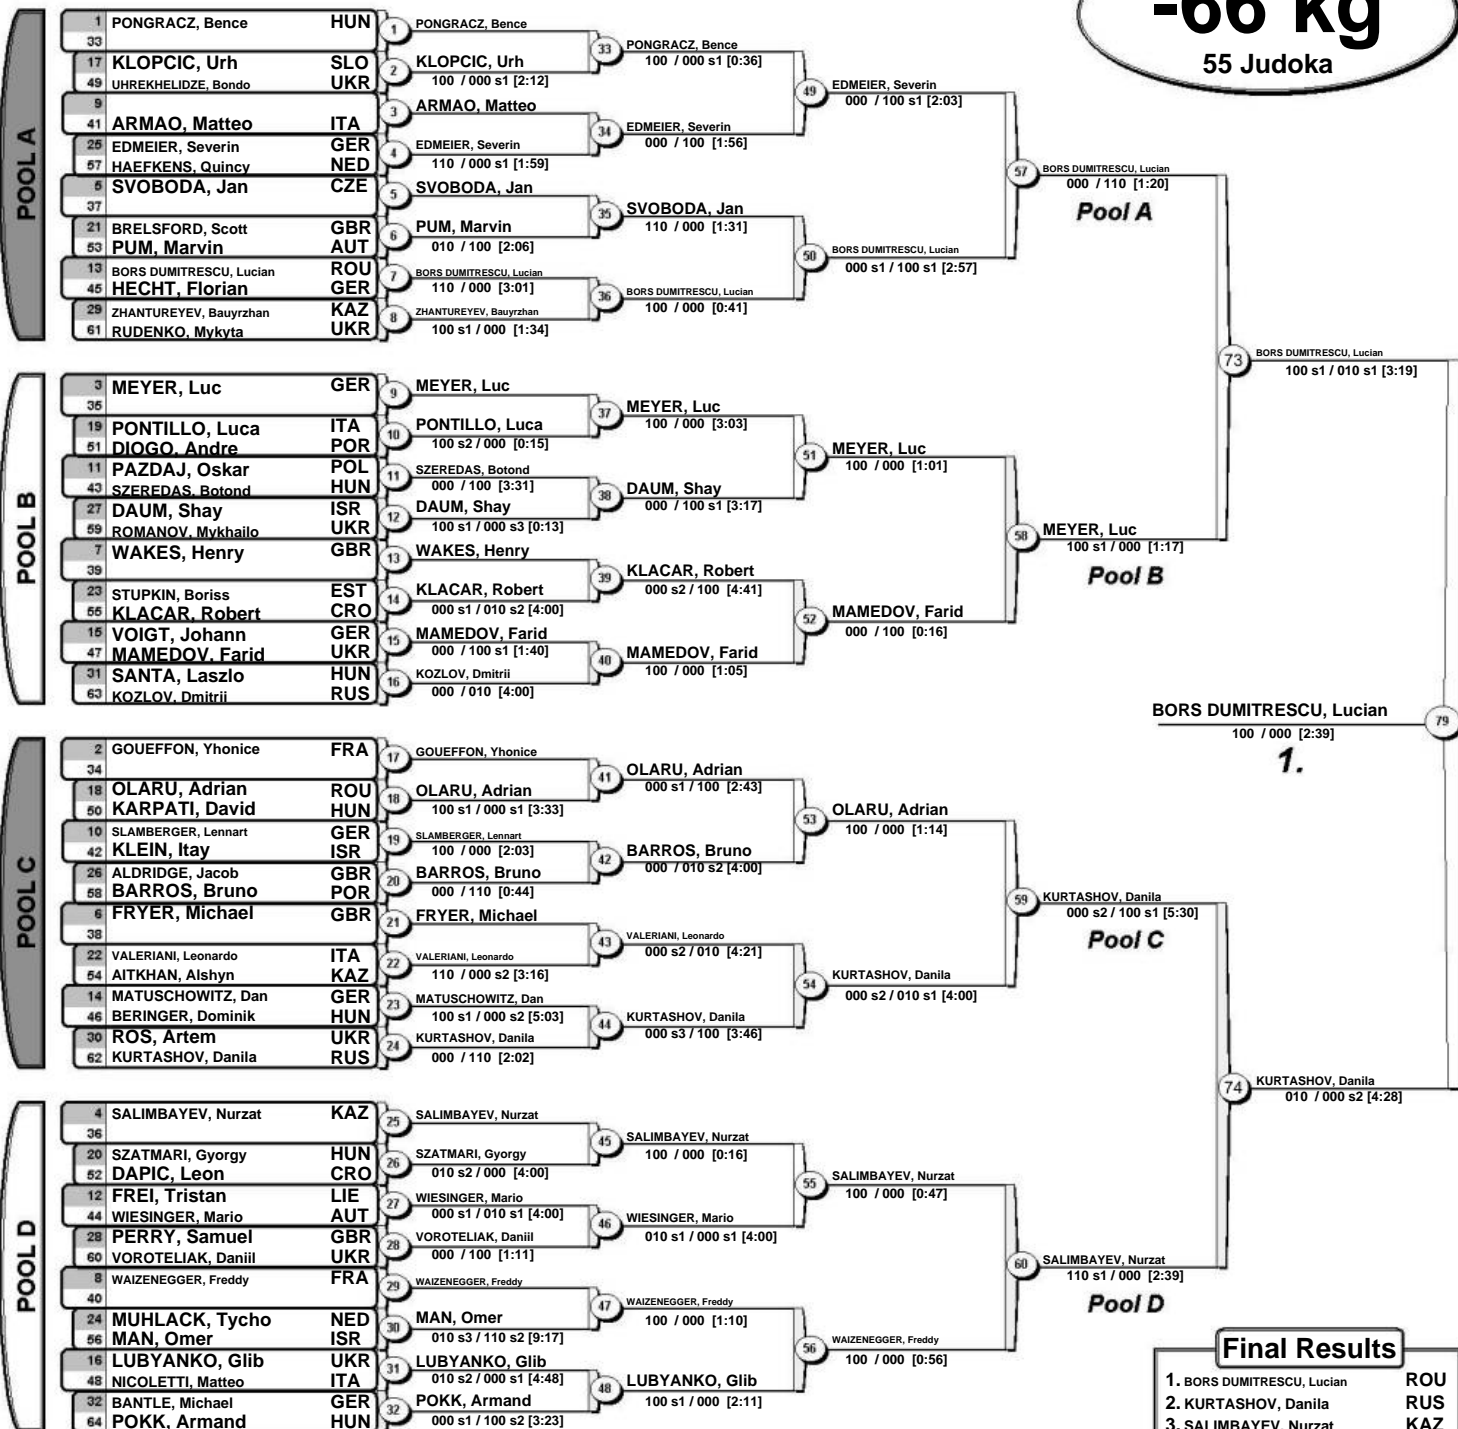 -66 kg
55 Judoka
POOL A
1 PONGRACZ, Bence HUN
33
17 KLOPCIC, Urh SLO
49 UHREKHELIDZE, Bondo UKR
9
41 ARMAO, Matteo ITA
25 EDMEIER, Severin GER
57 HAEFKENS, Quincy NED
5 SVOBODA, Jan CZE
37
21 BRELSFORD, Scott GBR
53 PUM, Marvin AUT
13 BORS DUMITRESCU, Lucian ROU
45 HECHT, Florian GER
29 ZHANTUREYEV, Bauyrzhan KAZ
61 RUDENKO, Mykyta UKR
1 PONGRACZ, Bence
2 KLOPCIC, Urh
100 / 000 s1 [2:12]
3 ARMAO, Matteo
4 EDMEIER, Severin
110 / 000 s1 [1:59]
5 SVOBODA, Jan
6 PUM, Marvin
010 / 100 [2:06]
7 BORS DUMITRESCU, Lucian
110 / 000 [3:01]
8 ZHANTUREYEV, Bauyrzhan
100 s1 / 000 [1:34]
33 PONGRACZ, Bence
100 / 000 s1 [0:36]
34 EDMEIER, Severin
000 / 100 [1:56]
35 SVOBODA, Jan
110 / 000 [1:31]
36 BORS DUMITRESCU, Lucian
100 / 000 [0:41]
49 EDMEIER, Severin
000 / 100 s1 [2:03]
50 BORS DUMITRESCU, Lucian
000 s1 / 100 s1 [2:57]
57 BORS DUMITRESCU, Lucian
000 / 110 [1:20]
Pool A
POOL B
3 MEYER, Luc GER
35
19 PONTILLO, Luca ITA
51 DIOGO, Andre POR
11 PAZDAJ, Oskar POL
43 SZEREDAS, Botond HUN
27 DAUM, Shay ISR
59 ROMANOV, Mykhailo UKR
7 WAKES, Henry GBR
39
23 STUPKIN, Boriss EST
55 KLACAR, Robert CRO
15 VOIGT, Johann GER
47 MAMEDOV, Farid UKR
31 SANTA, Laszlo HUN
63 KOZLOV, Dmitrii RUS
9 MEYER, Luc
10 PONTILLO, Luca
100 s2 / 000 [0:15]
11 SZEREDAS, Botond
000 / 100 [3:31]
12 DAUM, Shay
100 s1 / 000 s3 [0:13]
13 WAKES, Henry
14 KLACAR, Robert
000 s1 / 010 s2 [4:00]
15 MAMEDOV, Farid
000 / 100 s1 [1:40]
16 KOZLOV, Dmitrii
000 / 010 [4:00]
37 MEYER, Luc
100 / 000 [3:03]
38 DAUM, Shay
000 / 100 s1 [3:17]
39 KLACAR, Robert
000 s2 / 100 [4:41]
40 MAMEDOV, Farid
100 / 000 [1:05]
51 MEYER, Luc
100 / 000 [1:01]
52 MAMEDOV, Farid
000 / 100 [0:16]
58 MEYER, Luc
100 s1 / 000 [1:17]
Pool B
73 BORS DUMITRESCU, Lucian
100 s1 / 010 s1 [3:19]
BORS DUMITRESCU, Lucian 79
100 / 000 [2:39]
1.
POOL C
2 GOUEFFON, Yhonice FRA
34
18 OLARU, Adrian ROU
50 KARPATI, David HUN
10 SLAMBERGER, Lennart GER
42 KLEIN, Itay ISR
26 ALDRIDGE, Jacob GBR
58 BARROS, Bruno POR
6 FRYER, Michael GBR
38
22 VALERIANI, Leonardo ITA
54 AITKHAN, Alshyn KAZ
14 MATUSCHOWITZ, Dan GER
46 BERINGER, Dominik HUN
30 ROS, Artem UKR
62 KURTASHOV, Danila RUS
17 GOUEFFON, Yhonice
18 OLARU, Adrian
100 s1 / 000 s1 [3:33]
19 SLAMBERGER, Lennart
100 / 000 [2:03]
20 BARROS, Bruno
000 / 110 [0:44]
21 FRYER, Michael
22 VALERIANI, Leonardo
110 / 000 s2 [3:16]
23 MATUSCHOWITZ, Dan
100 s1 / 000 s2 [5:03]
24 KURTASHOV, Danila
000 / 110 [2:02]
41 OLARU, Adrian
000 s1 / 100 [2:43]
42 BARROS, Bruno
000 / 010 s2 [4:00]
43 VALERIANI, Leonardo
000 s2 / 010 [4:21]
44 KURTASHOV, Danila
000 s3 / 100 [3:46]
53 OLARU, Adrian
100 / 000 [1:14]
54 KURTASHOV, Danila
000 s2 / 010 s1 [4:00]
59 KURTASHOV, Danila
000 s2 / 100 s1 [5:30]
Pool C
POOL D
4 SALIMBAYEV, Nurzat KAZ
36
20 SZATMARI, Gyorgy HUN
52 DAPIC, Leon CRO
12 FREI, Tristan LIE
44 WIESINGER, Mario AUT
28 PERRY, Samuel GBR
60 VOROTELIAK, Daniil UKR
8 WAIZENEGGER, Freddy FRA
40
24 MUHLACK, Tycho NED
56 MAN, Omer ISR
16 LUBYANKO, Glib UKR
48 NICOLETTI, Matteo ITA
32 BANTLE, Michael GER
64 POKK, Armand HUN
25 SALIMBAYEV, Nurzat
26 SZATMARI, Gyorgy
010 s2 / 000 [4:00]
27 WIESINGER, Mario
000 s1 / 010 s1 [4:00]
28 VOROTELIAK, Daniil
000 / 100 [1:11]
29 WAIZENEGGER, Freddy
30 MAN, Omer
010 s3 / 110 s2 [9:17]
31 LUBYANKO, Glib
010 s2 / 000 s1 [4:48]
32 POKK, Armand
000 s1 / 100 s2 [3:23]
45 SALIMBAYEV, Nurzat
100 / 000 [0:16]
46 WIESINGER, Mario
010 s1 / 000 s1 [4:00]
47 WAIZENEGGER, Freddy
100 / 000 [1:10]
48 LUBYANKO, Glib
100 s1 / 000 [2:11]
55 SALIMBAYEV, Nurzat
100 / 000 [0:47]
56 WAIZENEGGER, Freddy
100 / 000 [0:56]
60 SALIMBAYEV, Nurzat
110 s1 / 000 [2:39]
Pool D
74 KURTASHOV, Danila
010 / 000 s2 [4:28]
Final Results
1. BORS DUMITRESCU, Lucian ROU
2. KURTASHOV, Danila RUS
3. SALIMBAYEV, Nurzat KAZ